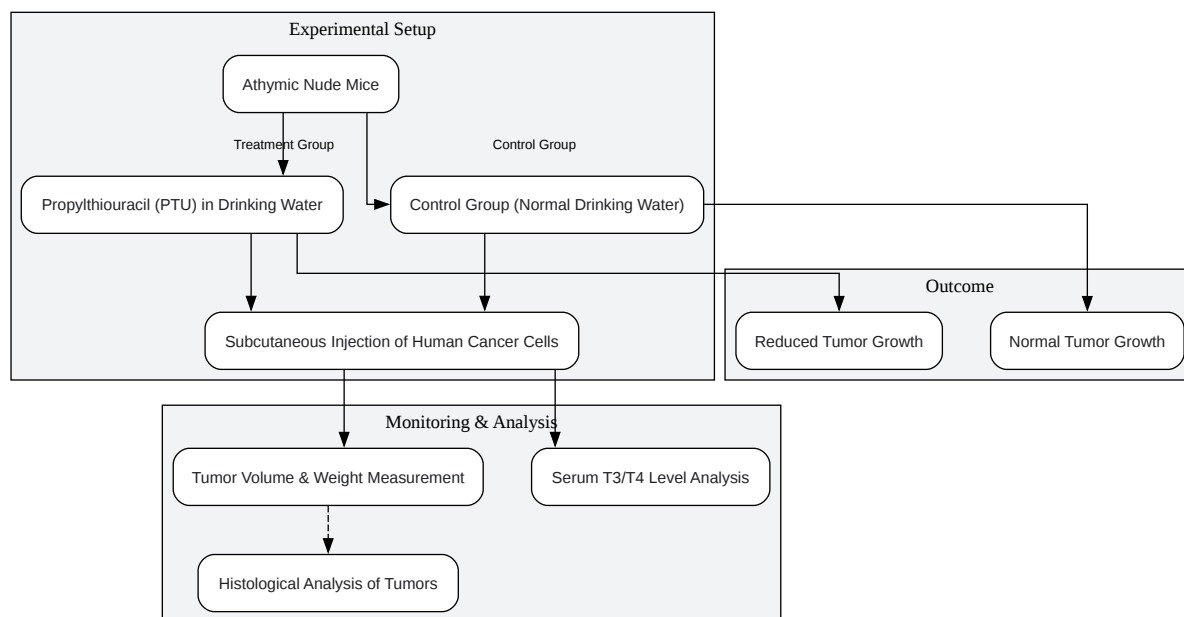 Experimental Setup
Athymic Nude Mice
Treatment Group
Control Group
Propylthiouracil (PTU) in Drinking Water
Control Group (Normal Drinking Water)
Outcome
Subcutaneous Injection of Human Cancer Cells
Reduced Tumor Growth
Normal Tumor Growth
Monitoring & Analysis
Tumor Volume & Weight Measurement
Serum T3/T4 Level Analysis
Histological Analysis of Tumors